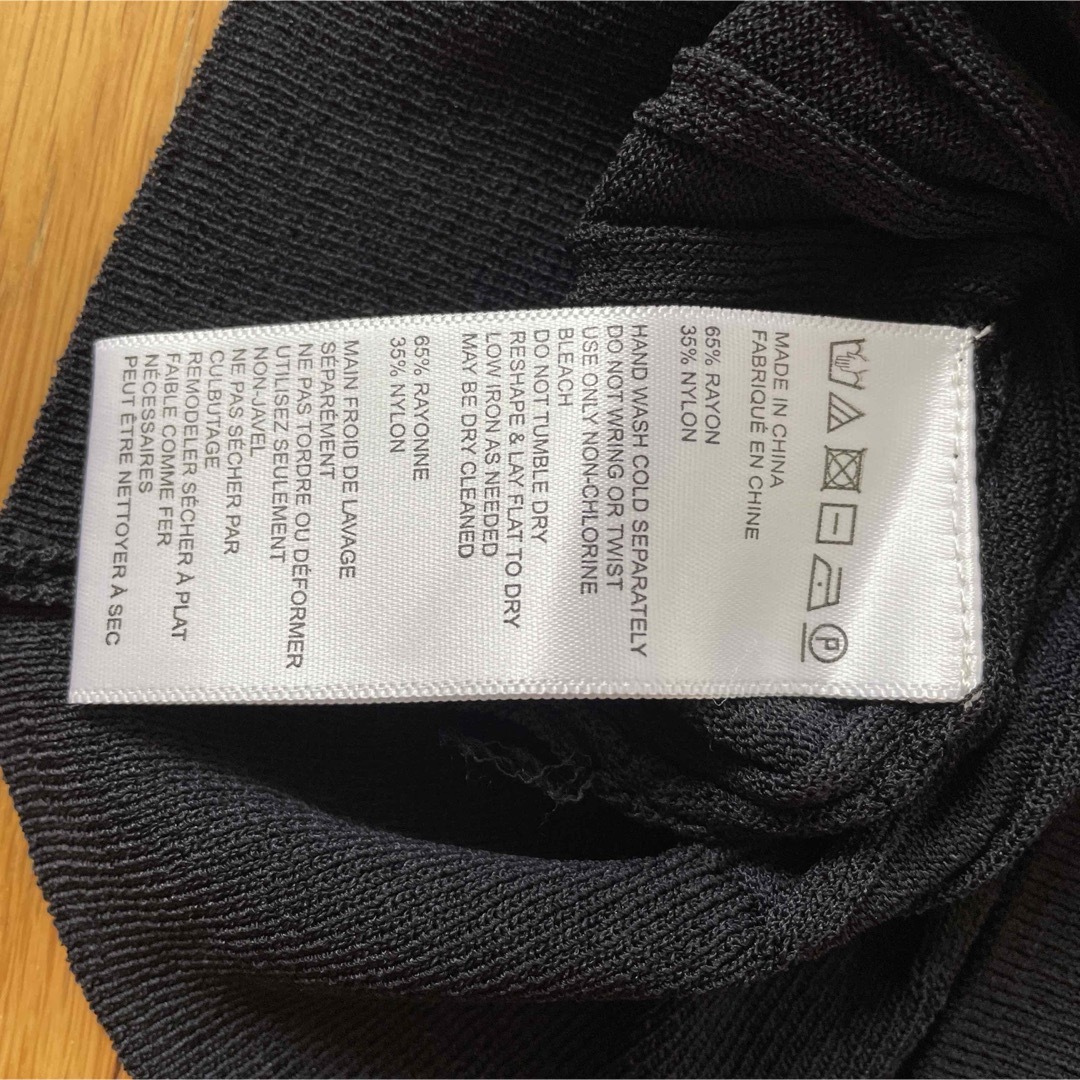 P
MADE IN CHINA
FABRIQUÉ EN CHINE
65% RAYON
35% NYLON
HAND WASH COLD SEPARATELY
DO NOT WRING OR TWIST
USE ONLY NON-CHLORINE
BLEACH
DO NOT TUMBLE DRY
RESHAPE & LAY FLAT TO DRY
LOW IRON AS NEEDED
MAY BE DRY CLEANED
65% RAYONNE
35% NYLON
MAIN FROID DE LAVAGE
SÉPARÉMENT
NE PAS TORDRE OU DÉFORMER
UTILISEZ SEULEMENT
NON-JAVEL
NE PAS SÉCHER PAR
CULBUTAGE
REMODELER SÉCHER À PLAT
FAIBLE COMME FER
NÉCESSAIRES
PEUT ÊTRE NETTOYER À SEC